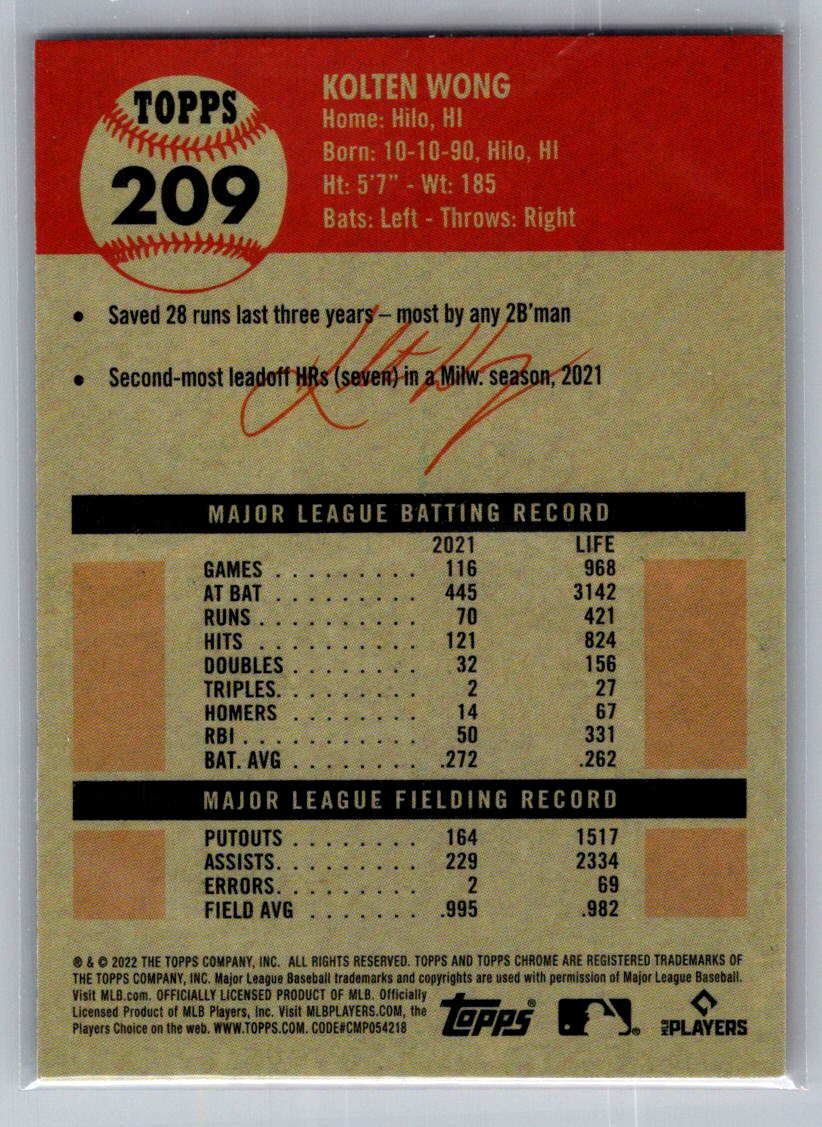 TOPPS
209
KOLTEN WONG
Home: Hilo, HI
Born: 10-10-90, Hilo, HI
Ht: 5'7" - Wt: 185
Bats: Left - Throws: Right
• Saved 28 runs last three years – most by any 2B'man
• Second-most leadoff HRs (seven) in a Milw. season, 2021
MAJOR LEAGUE BATTING RECORD
2021 LIFE
GAMES . . . . . . . . . 116 968
AT BAT . . . . . . . . . 445 3142
RUNS . . . . . . . . . . 70 421
HITS . . . . . . . . . . 121 824
DOUBLES . . . . . . . . 32 156
TRIPLES. . . . . . . . . 2 27
HOMERS . . . . . . . . 14 67
RBI . . . . . . . . . . . 50 331
BAT. AVG . . . . . . . . .272 .262
MAJOR LEAGUE FIELDING RECORD
PUTOUTS . . . . . . . . 164 1517
ASSISTS. . . . . . . . . 229 2334
ERRORS. . . . . . . . . 2 69
FIELD AVG . . . . . . . .995 .982
® & © 2022 THE TOPPS COMPANY, INC. ALL RIGHTS RESERVED. TOPPS AND TOPPS CHROME ARE REGISTERED TRADEMARKS OF
THE TOPPS COMPANY, INC. Major League Baseball trademarks and copyrights are used with permission of Major League Baseball.
Visit MLB.com. OFFICIALLY LICENSED PRODUCT OF MLB. Officially
Licensed Product of MLB Players, Inc. Visit MLBPLAYERS.COM, the
Players Choice on the web. WWW.TOPPS.COM. CODE#CMP054218
Topps®
MLB PLAYERS